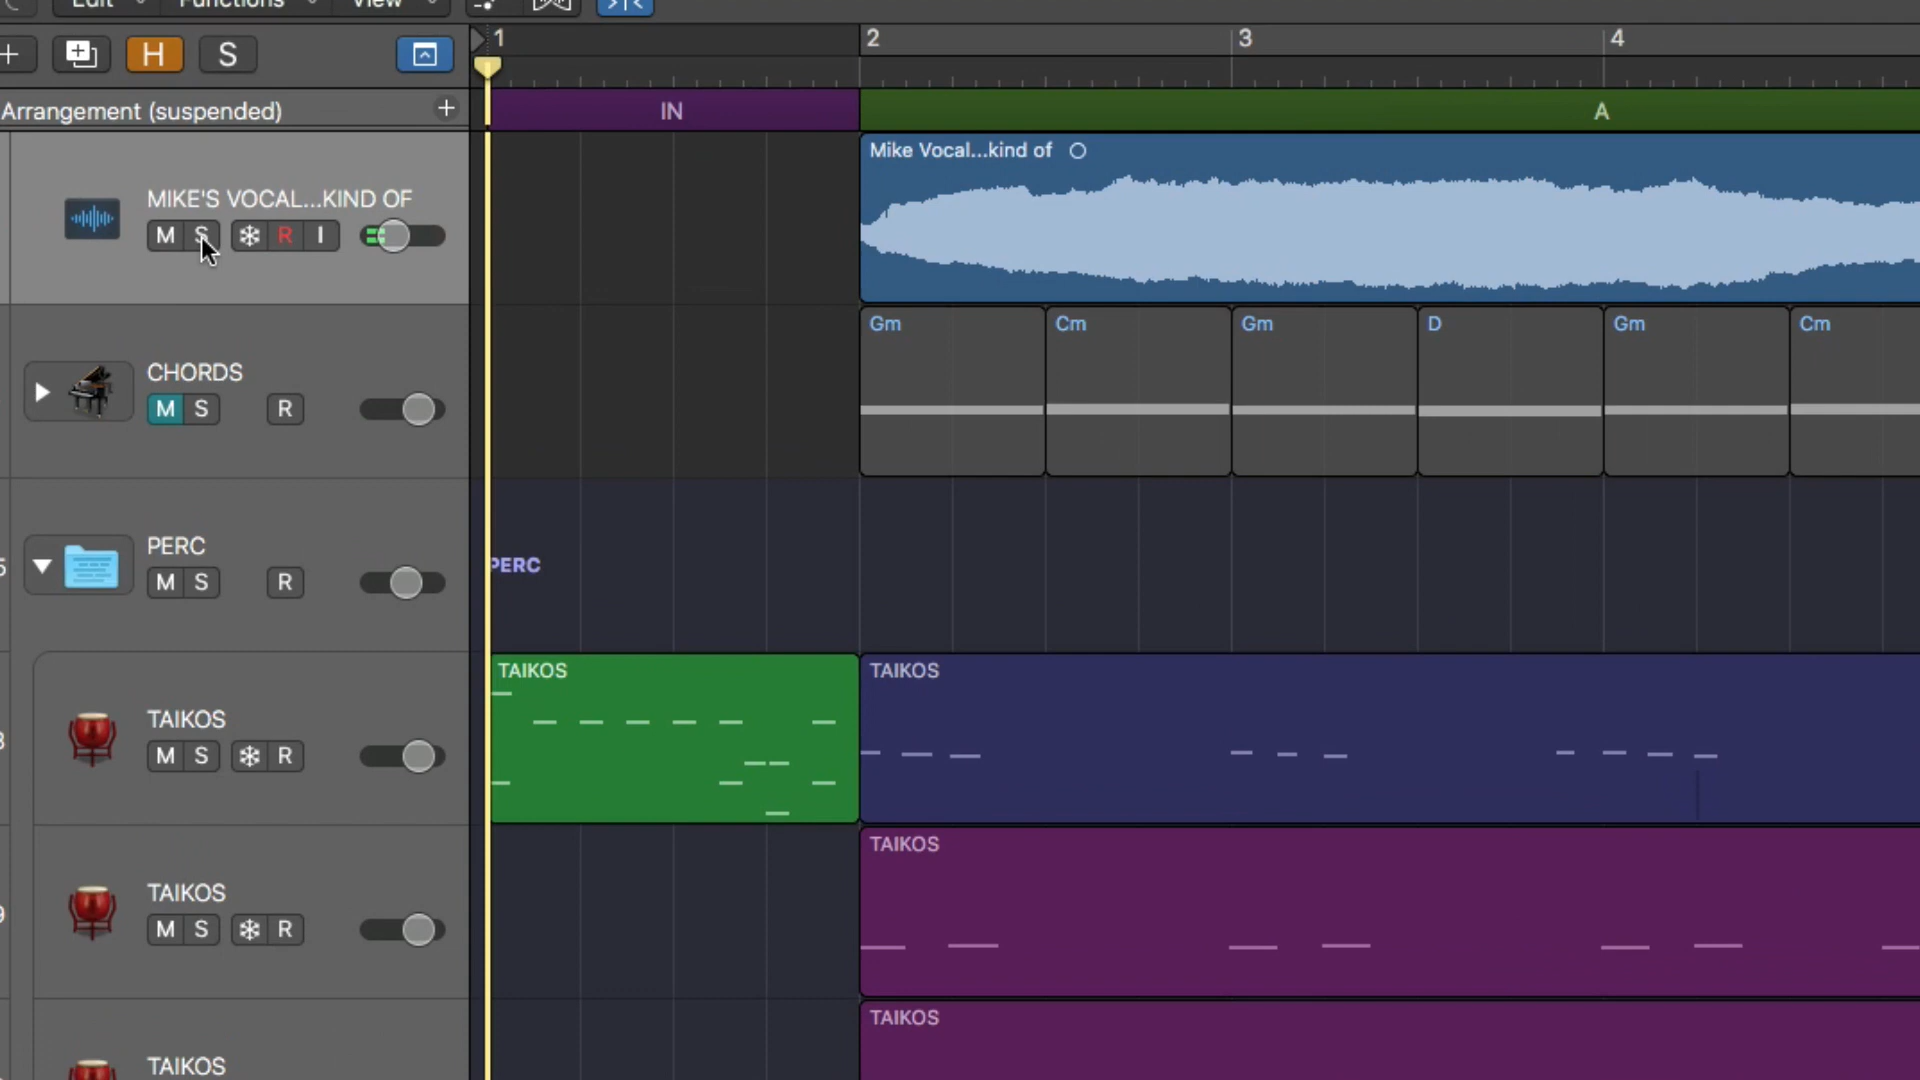 Edit Functions View
H S
1 2 3 4
Arrangement (suspended) +
IN A
MIKE'S VOCAL...KIND OF
M S R I
Mike Vocal...kind of
CHORDS
M S R
Gm Cm Gm D Gm Cm
PERC
M S R
PERC
TAIKOS
M S R
TAIKOS TAIKOS
TAIKOS
M S R
TAIKOS
TAIKOS
TAIKOS